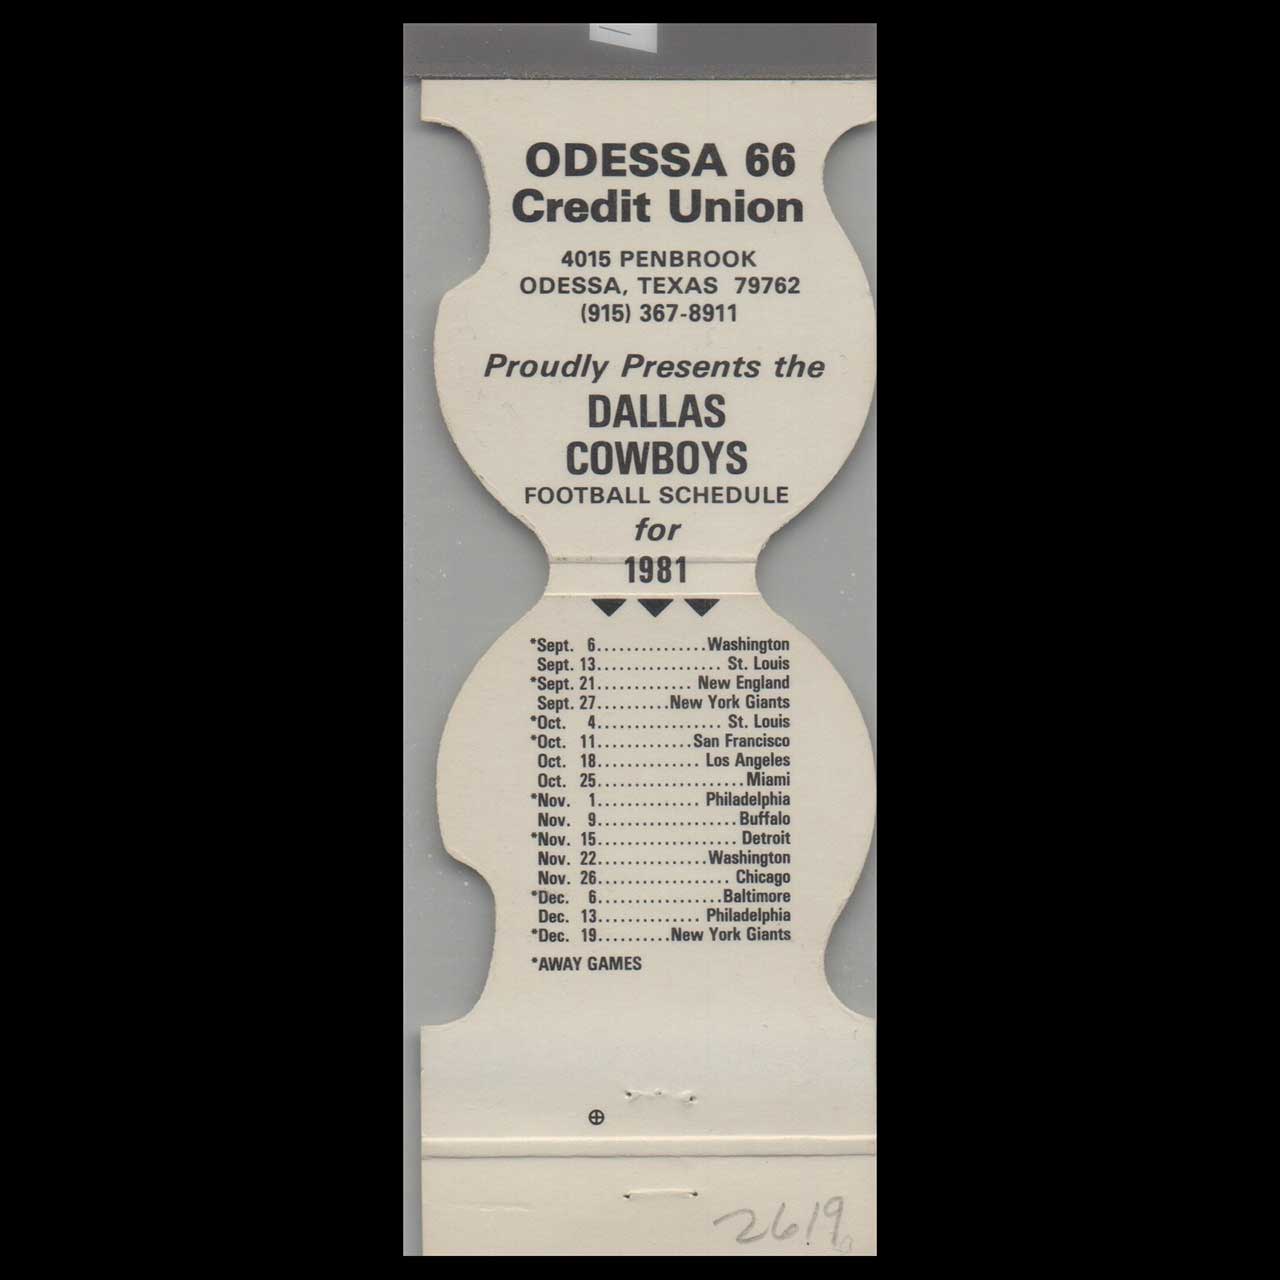 ODESSA 66
Credit Union
4015 PENBROOK
ODESSA, TEXAS 79762
(915) 367-8911
Proudly Presents the
DALLAS
COWBOYS
FOOTBALL SCHEDULE
for
1981
*Sept. 6...............Washington
Sept. 13................. St. Louis
*Sept. 21............. New England
Sept. 27..........New York Giants
*Oct. 4................. St. Louis
*Oct. 11.............San Francisco
Oct. 18.............. Los Angeles
Oct. 25....................Miami
*Nov. 1.............. Philadelphia
Nov. 9...................Buffalo
*Nov. 15...................Detroit
Nov. 22...............Washington
Nov. 26.................. Chicago
*Dec. 6.................Baltimore
Dec. 13.............. Philadelphia
*Dec. 19..........New York Giants
*AWAY GAMES
2619